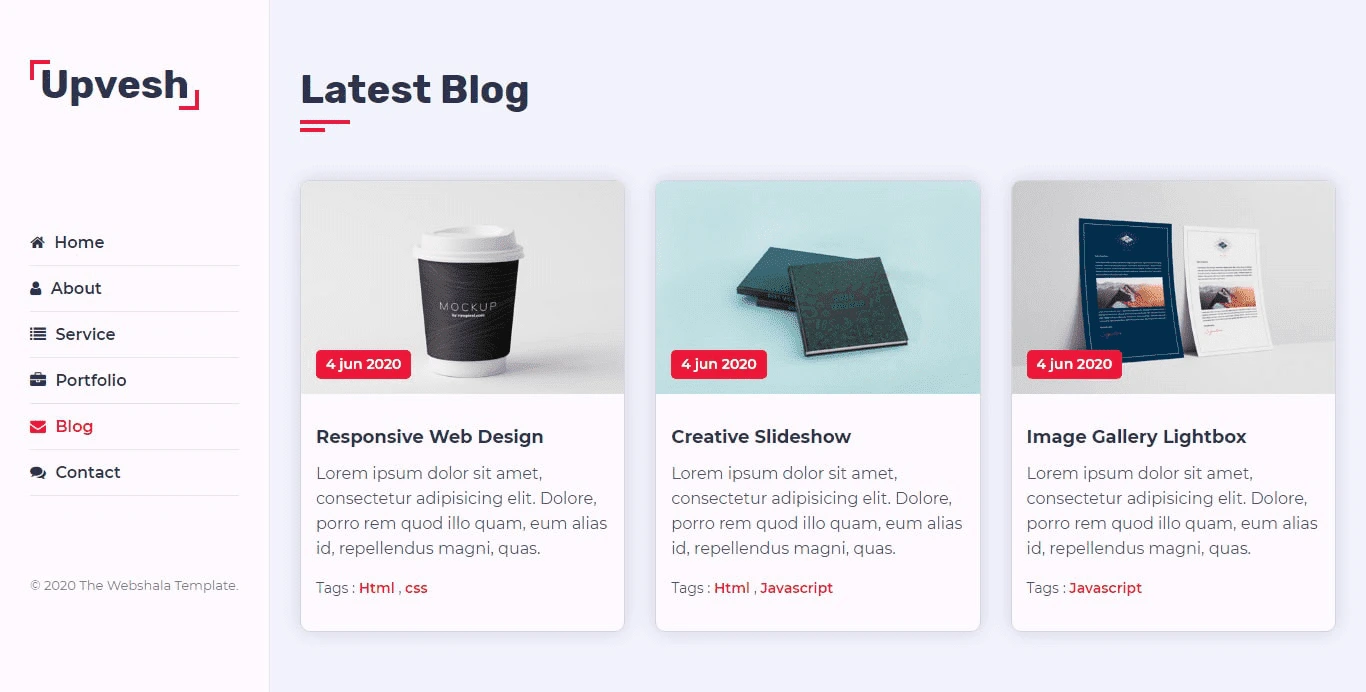 Upvesh
Home
About
Service
Portfolio
Blog
Contact
© 2020 The Webshala Template.
Latest Blog
MOCKUP
by rawpixel.com
4 jun 2020
Responsive Web Design
Lorem ipsum dolor sit amet,
consectetur adipisicing elit. Dolore,
porro rem quod illo quam, eum alias
id, repellendus magni, quas.
Tags : Html , css
4 jun 2020
Creative Slideshow
Lorem ipsum dolor sit amet,
consectetur adipisicing elit. Dolore,
porro rem quod illo quam, eum alias
id, repellendus magni, quas.
Tags : Html , Javascript
4 jun 2020
Image Gallery Lightbox
Lorem ipsum dolor sit amet,
consectetur adipisicing elit. Dolore,
porro rem quod illo quam, eum alias
id, repellendus magni, quas.
Tags : Javascript